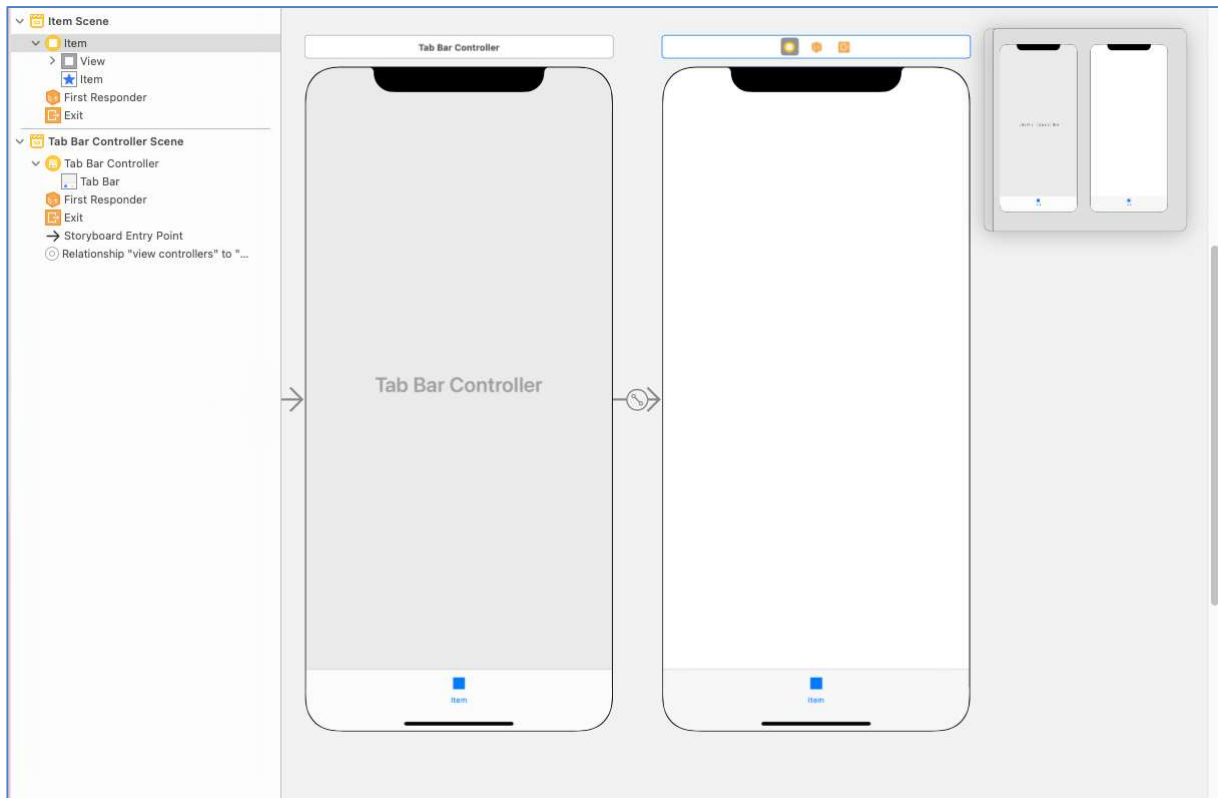 Item Scene
Item
View
Item
First Responder
Exit
Tab Bar Controller Scene
Tab Bar Controller
Tab Bar
First Responder
Exit
Storyboard Entry Point
Relationship "view controllers" to "...
Tab Bar Controller
Tab Bar Controller
Item
Item